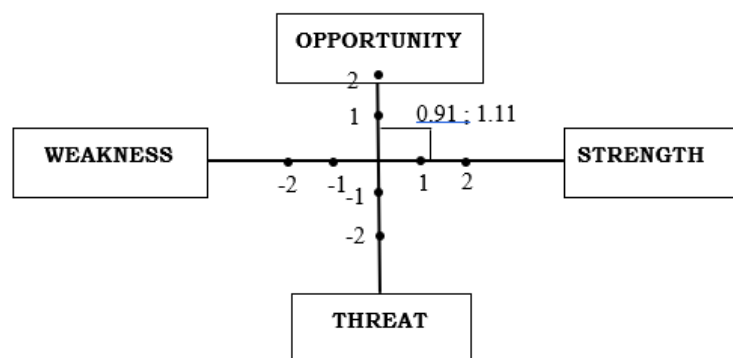 OPPORTUNITY
2
1
0.91 ; 1.11
WEAKNESS
STRENGTH
-2
-1
-1
1
2
-2
THREAT